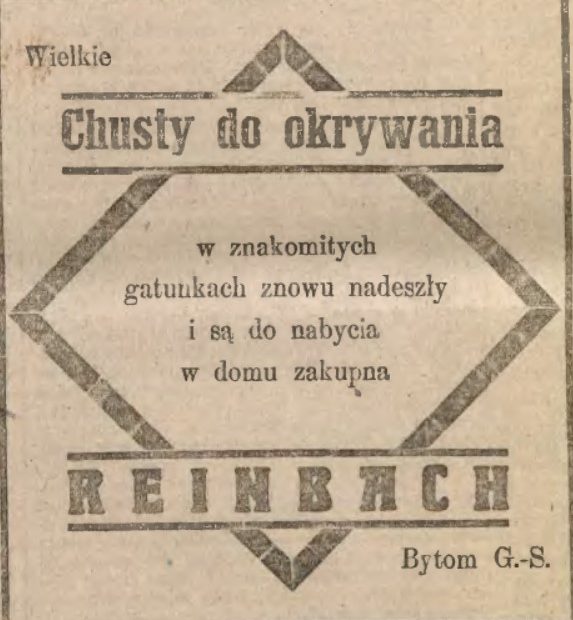 Wielkie
Chusty do okrywania
w znakomitych
gatunkach znowu nadeszły
i są do nabycia
w domu zakupna
REINBACH
Bytom G.-S.